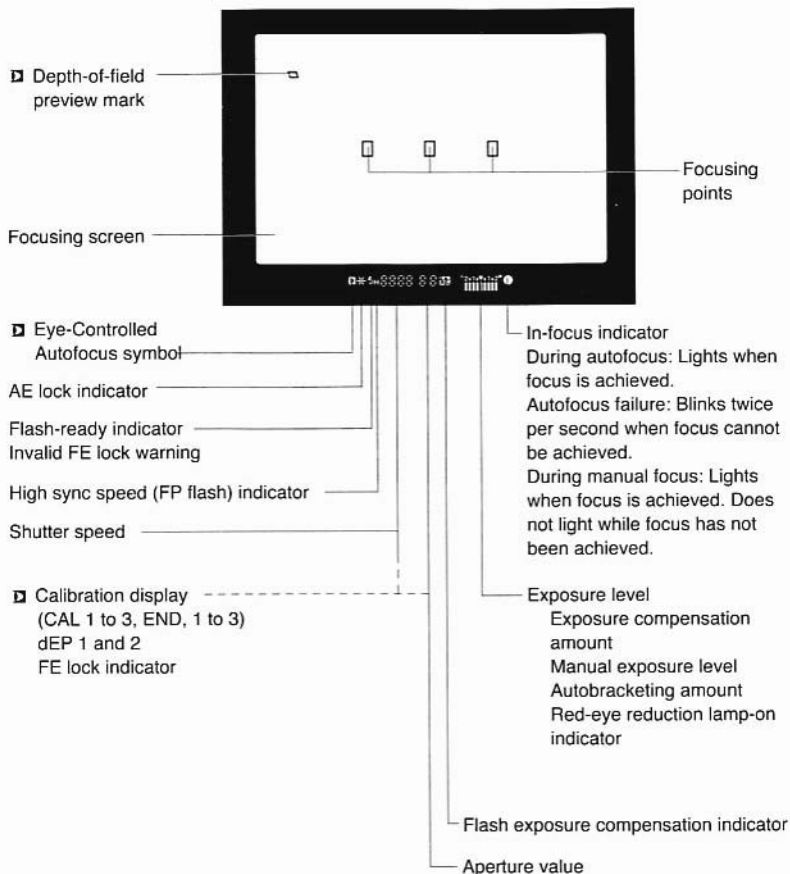 Depth-of-field
preview mark
Focusing
points
Focusing screen
Eye-Controlled
Autofocus symbol
AE lock indicator
Flash-ready indicator
Invalid FE lock warning
High sync speed (FP flash) indicator
Shutter speed
Calibration display
(CAL 1 to 3, END, 1 to 3)
dEP 1 and 2
FE lock indicator
In-focus indicator
During autofocus: Lights when
focus is achieved.
Autofocus failure: Blinks twice
per second when focus cannot
be achieved.
During manual focus: Lights
when focus is achieved. Does
not light while focus has not
been achieved.
Exposure level
Exposure compensation
amount
Manual exposure level
Autobracketing amount
Red-eye reduction lamp-on
indicator
Flash exposure compensation indicator
Aperture value